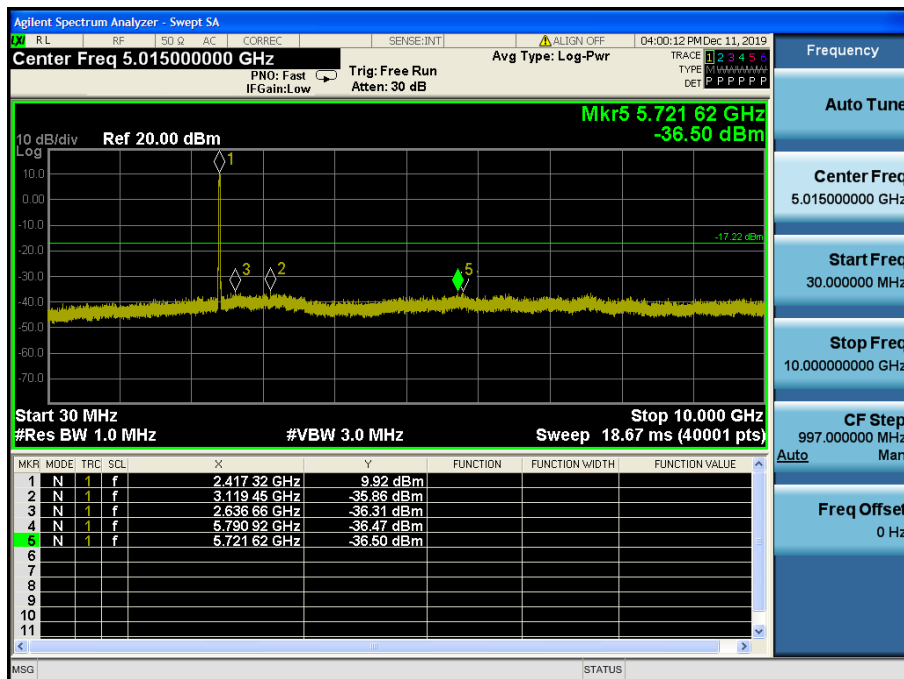 Agilent Spectrum Analyzer - Swept SA
LXI RL RF 50 Ω AC CORREC SENSE:INT ALIGN OFF 04:00:12 PM Dec 11, 2019
Center Freq 5.015000000 GHz
PNO: Fast
IFGain:Low
Trig: Free Run
Atten: 30 dB
Avg Type: Log-Pwr
TRACE 1 2 3 4 5 6
TYPE M WWWWW
DET P P P P P P
Mkr5 5.721 62 GHz
-36.50 dBm
10 dB/div Ref 20.00 dBm
Log
10.0
0.00
-10.0
-20.0
-30.0
-40.0
-50.0
-60.0
-70.0
1
3
2
5
-17.22 dBm
Start 30 MHz Stop 10.000 GHz
#Res BW 1.0 MHz #VBW 3.0 MHz Sweep 18.67 ms (40001 pts)
MKR MODE TRC SCL X Y FUNCTION FUNCTION WIDTH FUNCTION VALUE
1 N 1 f 2.417 32 GHz 9.92 dBm
2 N 1 f 3.119 45 GHz -35.86 dBm
3 N 1 f 2.636 66 GHz -36.31 dBm
4 N 1 f 5.790 92 GHz -36.47 dBm
5 N 1 f 5.721 62 GHz -36.50 dBm
6
7
8
9
10
11
MSG STATUS
Frequency
Auto Tune
Center Freq
5.015000000 GHz
Start Freq
30.000000 MHz
Stop Freq
10.000000000 GHz
CF Step
997.000000 MHz
Auto Man
Freq Offset
0 Hz